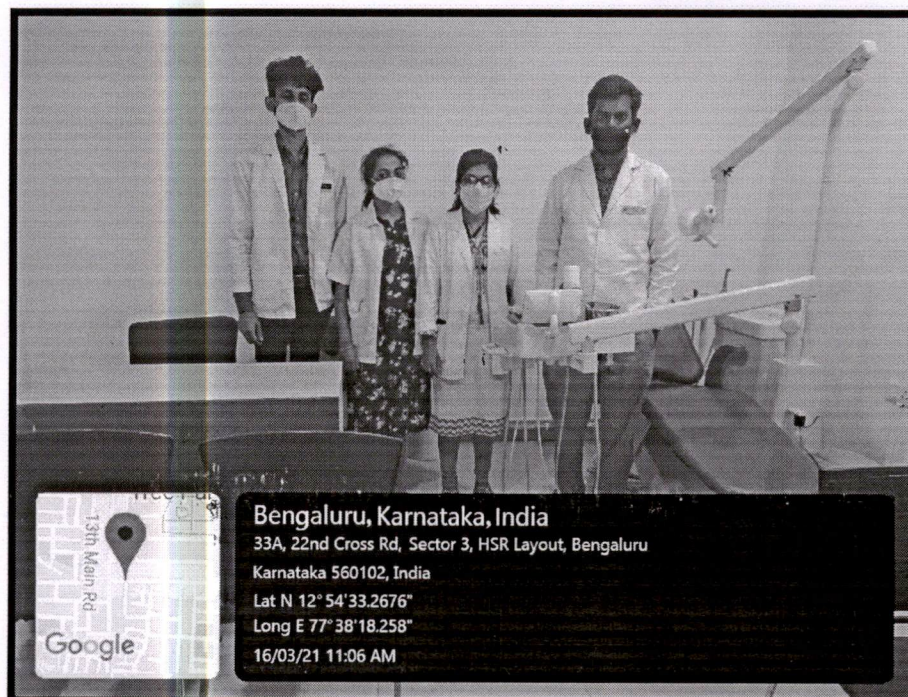 13th Main Rd
Google
Bengaluru, Karnataka, India
33A, 22nd Cross Rd, Sector 3, HSR Layout, Bengaluru
Karnataka 560102, India
Lat N 12° 54'33.2676"
Long E 77° 38'18.258"
16/03/21 11:06 AM